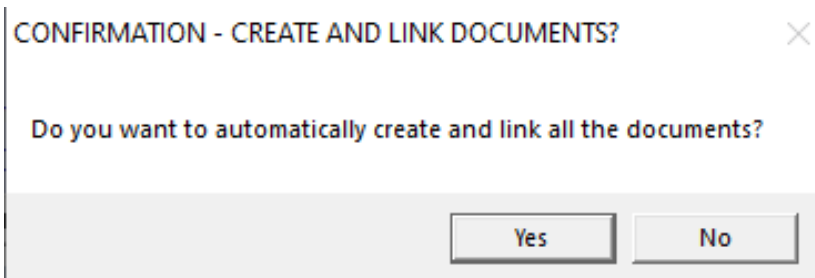 CONFIRMATION - CREATE AND LINK DOCUMENTS?
Do you want to automatically create and link all the documents?
Yes
No